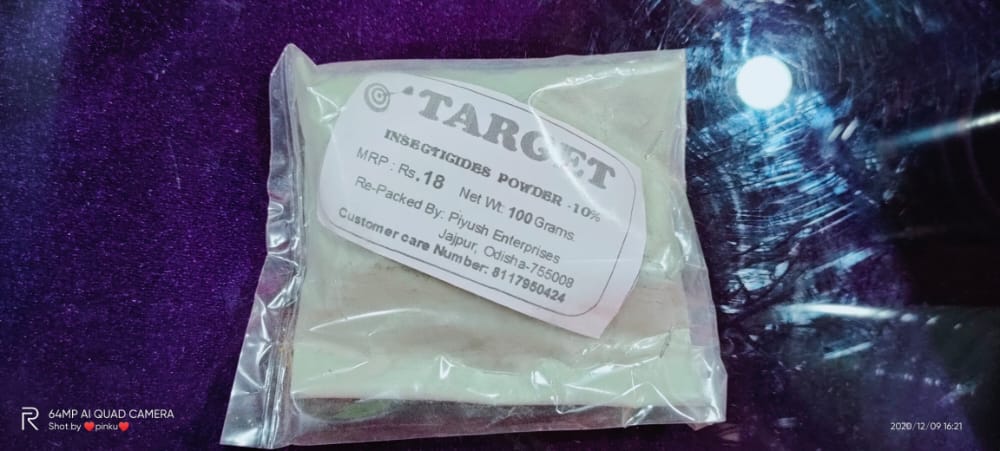 'TARGET
INSECTIGIDES POWDER -10%
MRP : Rs.18 Net Wt: 100 Grams.
Re-Packed By: Piyush Enterprises
Jajpur, Odisha-755008
Customer care Number: 8117950424
R 64MP AI QUAD CAMERA
Shot by ❤️pinku❤️
2020/12/09 16:21